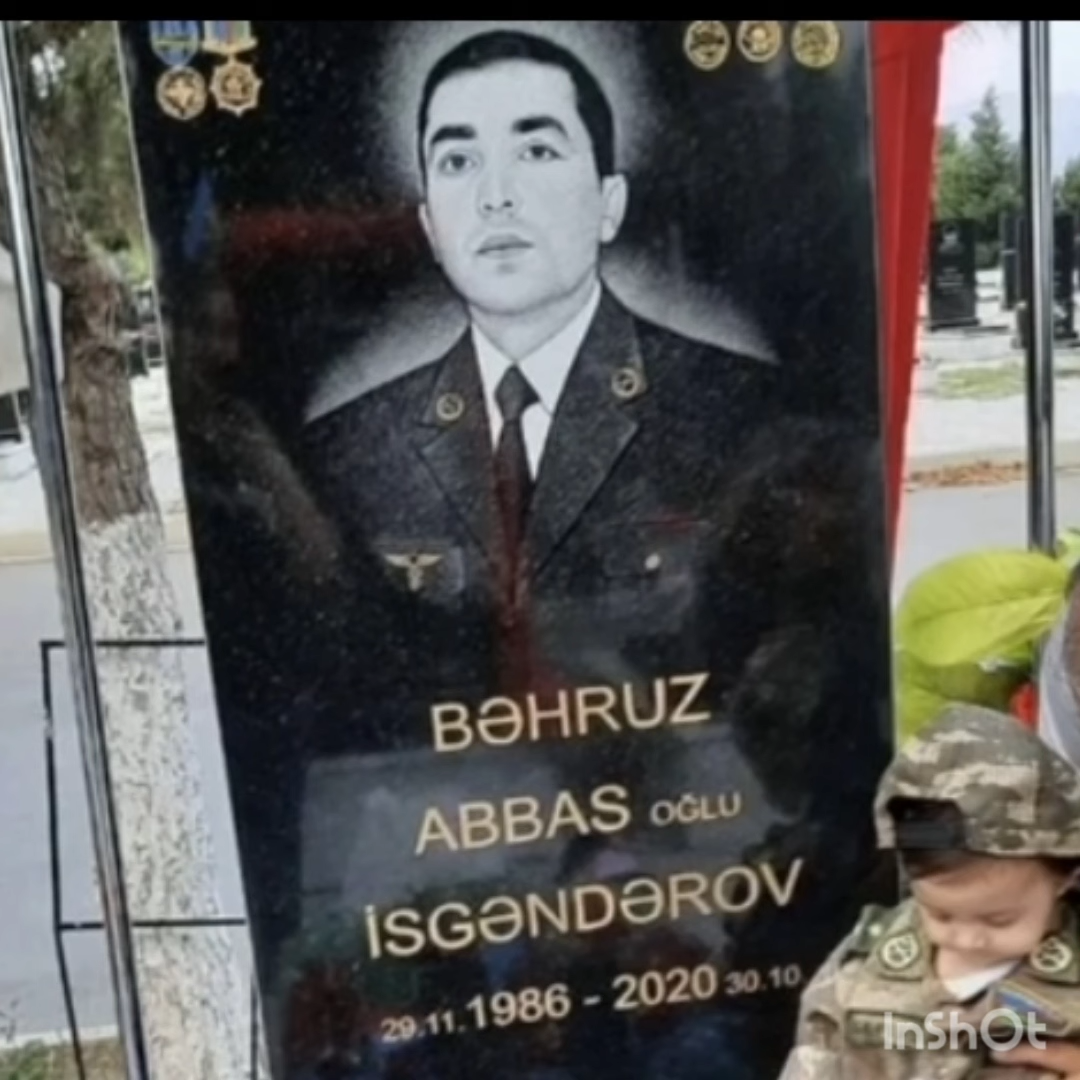 BƏHRUZ
ABBAS OĞLU
İSGƏNDƏROV
29.11.1986 - 2020 30.10
InShOt